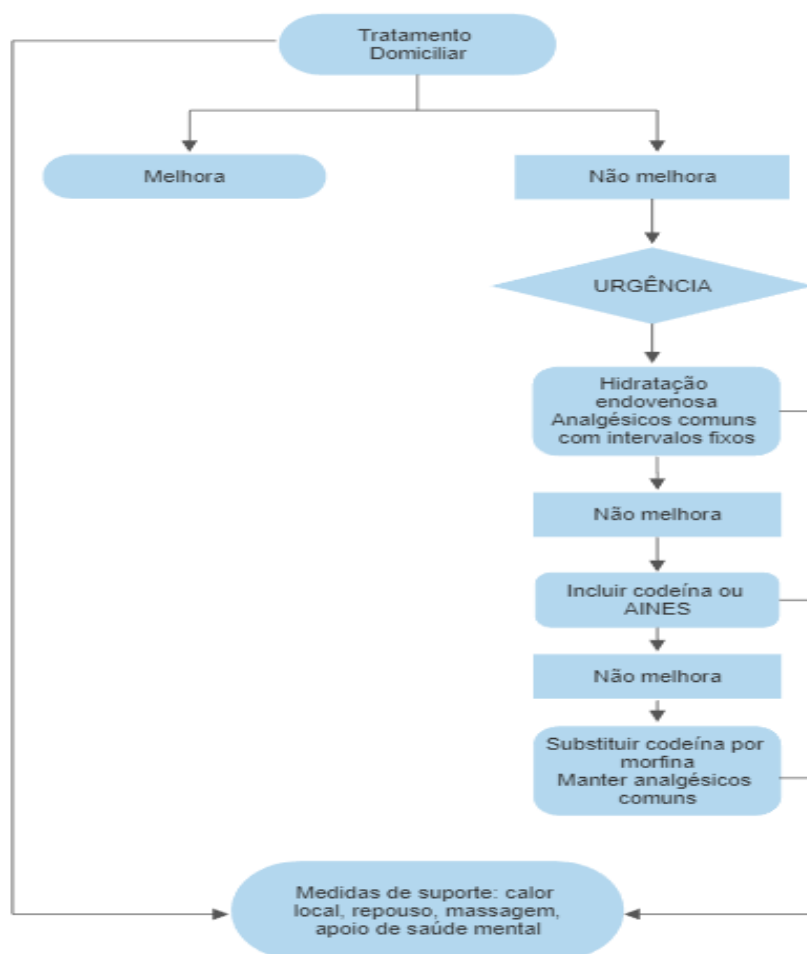 Tratamento
Domiciliar
Melhora
Não melhora
URGÊNCIA
Hidratação
endovenosa
Analgésicos comuns
com intervalos fixos
Não melhora
Incluir codeína ou
AINES
Não melhora
Substituir codeína por
morfina
Manter analgésicos
comuns
Medidas de suporte: calor
local, repouso, massagem,
apoio de saúde mental